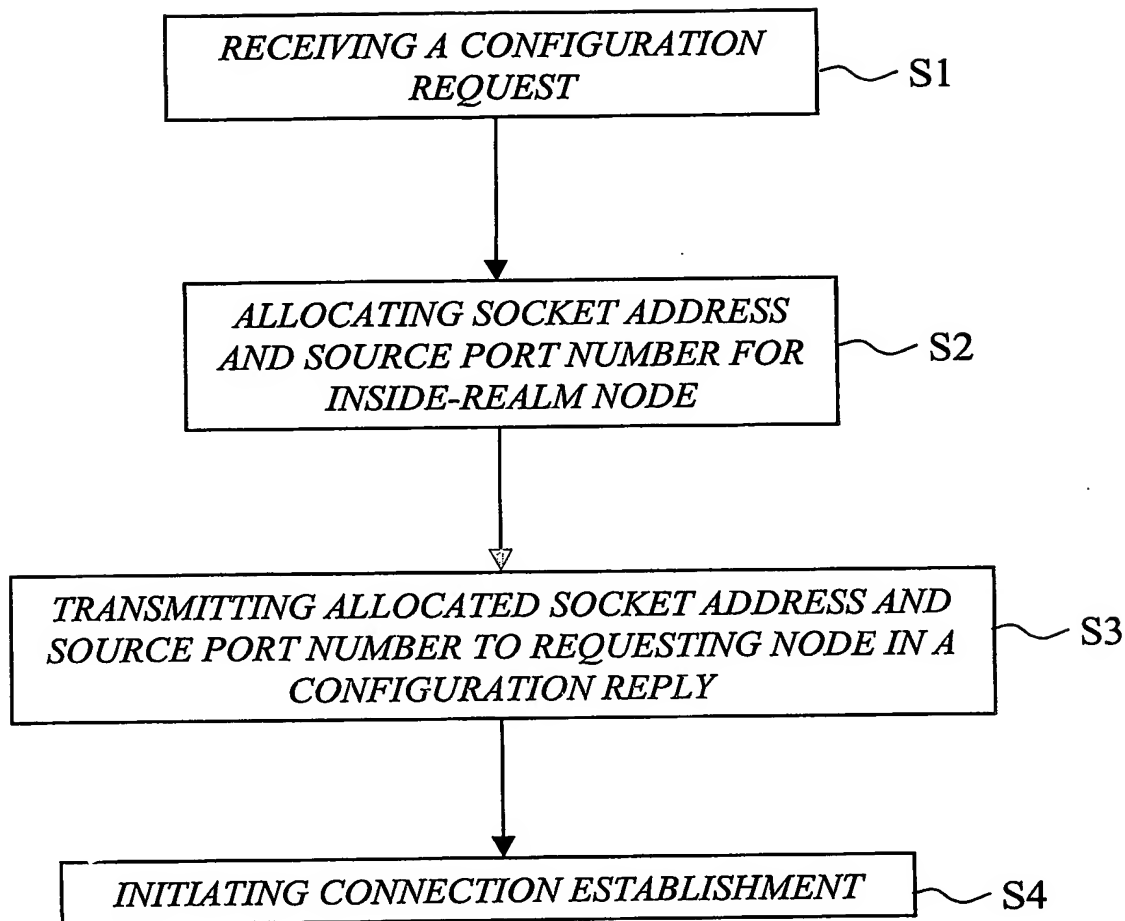 RECEIVING A CONFIGURATION
REQUEST
S1
ALLOCATING SOCKET ADDRESS
AND SOURCE PORT NUMBER FOR
INSIDE-REALM NODE
S2
TRANSMITTING ALLOCATED SOCKET ADDRESS AND
SOURCE PORT NUMBER TO REQUESTING NODE IN A
CONFIGURATION REPLY
S3
INITIATING CONNECTION ESTABLISHMENT
S4